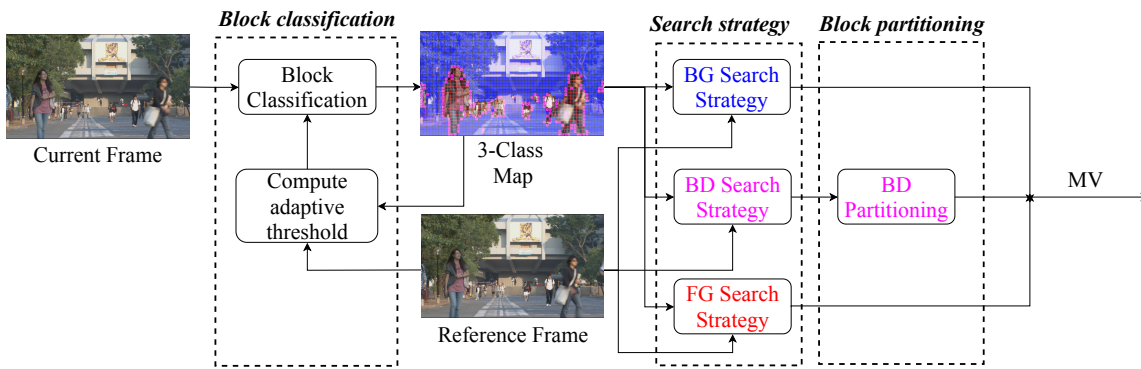 Block classification
Search strategy
Block partitioning
Block
Classification
Current Frame
3-Class
Map
Compute
adaptive
threshold
Reference Frame
BG Search
Strategy
BD Search
Strategy
FG Search
Strategy
BD
Partitioning
MV